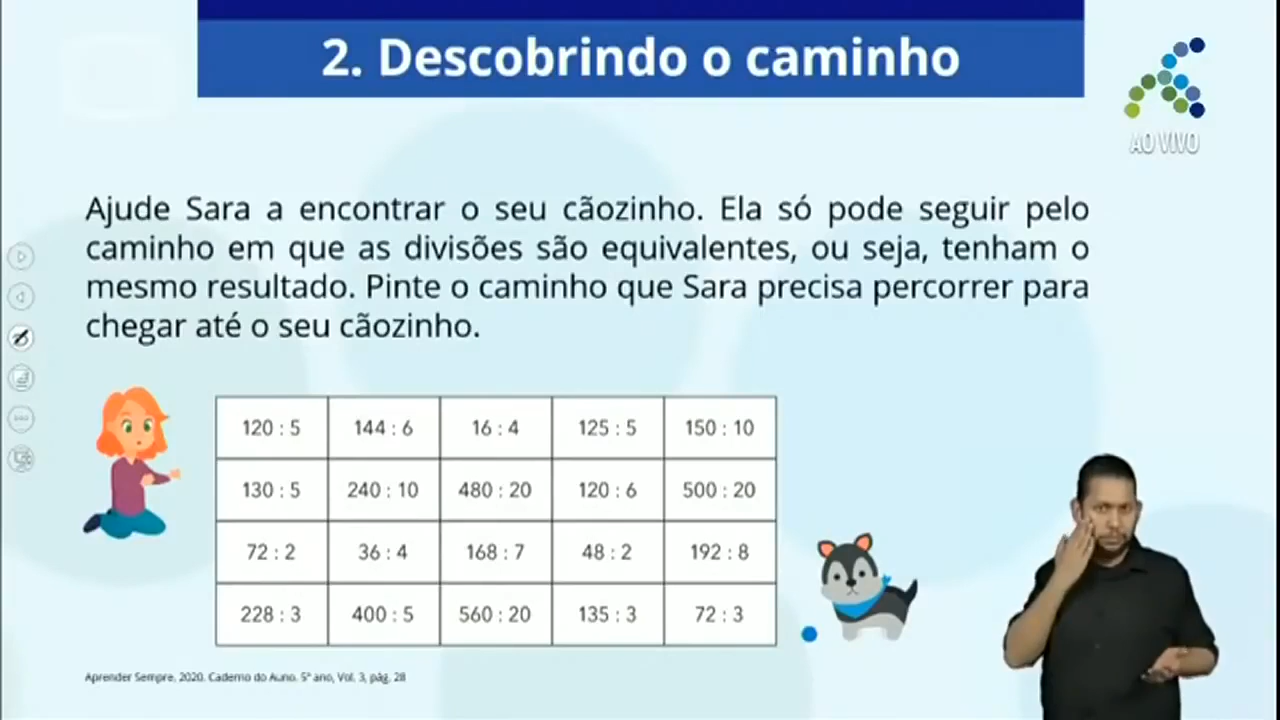 2. Descobrindo o caminho
AO VIVO
Ajude Sara a encontrar o seu cãozinho. Ela só pode seguir pelo
caminho em que as divisões são equivalentes, ou seja, tenham o
mesmo resultado. Pinte o caminho que Sara precisa percorrer para
chegar até o seu cãozinho.
120 : 5 144 : 6 16 : 4 125 : 5 150 : 10
130 : 5 240 : 10 480 : 20 120 : 6 500 : 20
72 : 2 36 : 4 168 : 7 48 : 2 192 : 8
228 : 3 400 : 5 560 : 20 135 : 3 72 : 3
Aprender Sempre, 2020. Caderno do Auno. 5° ano, Vol. 3, pág. 28